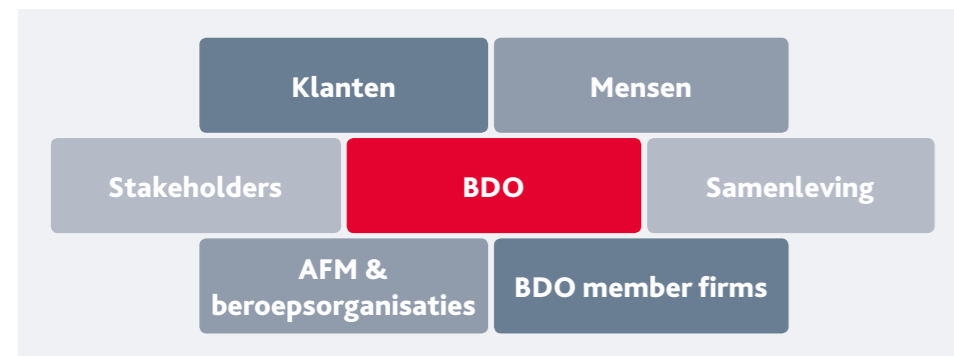 Klanten
Mensen
Stakeholders
BDO
Samenleving
AFM &
beroepsorganisaties
BDO member firms